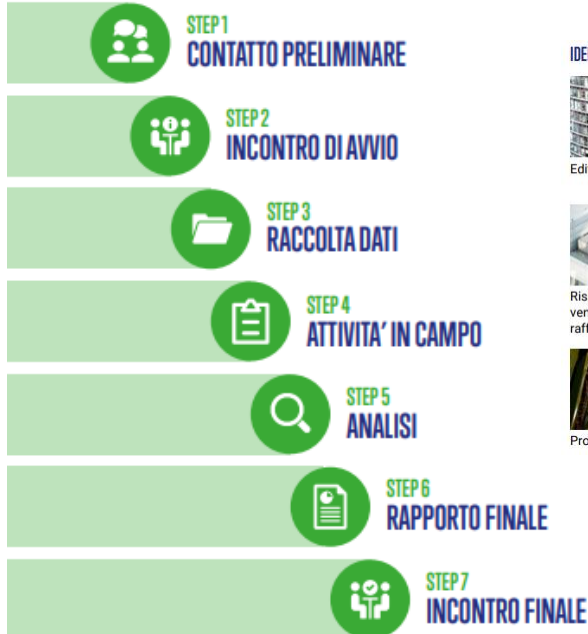 STEP 1
CONTATTO PRELIMINARE
STEP 2
INCONTRO DI AVVIO
STEP 3
RACCOLTA DATI
STEP 4
ATTIVITA' IN CAMPO
STEP 5
ANALISI
STEP 6
RAPPORTO FINALE
STEP 7
INCONTRO FINALE